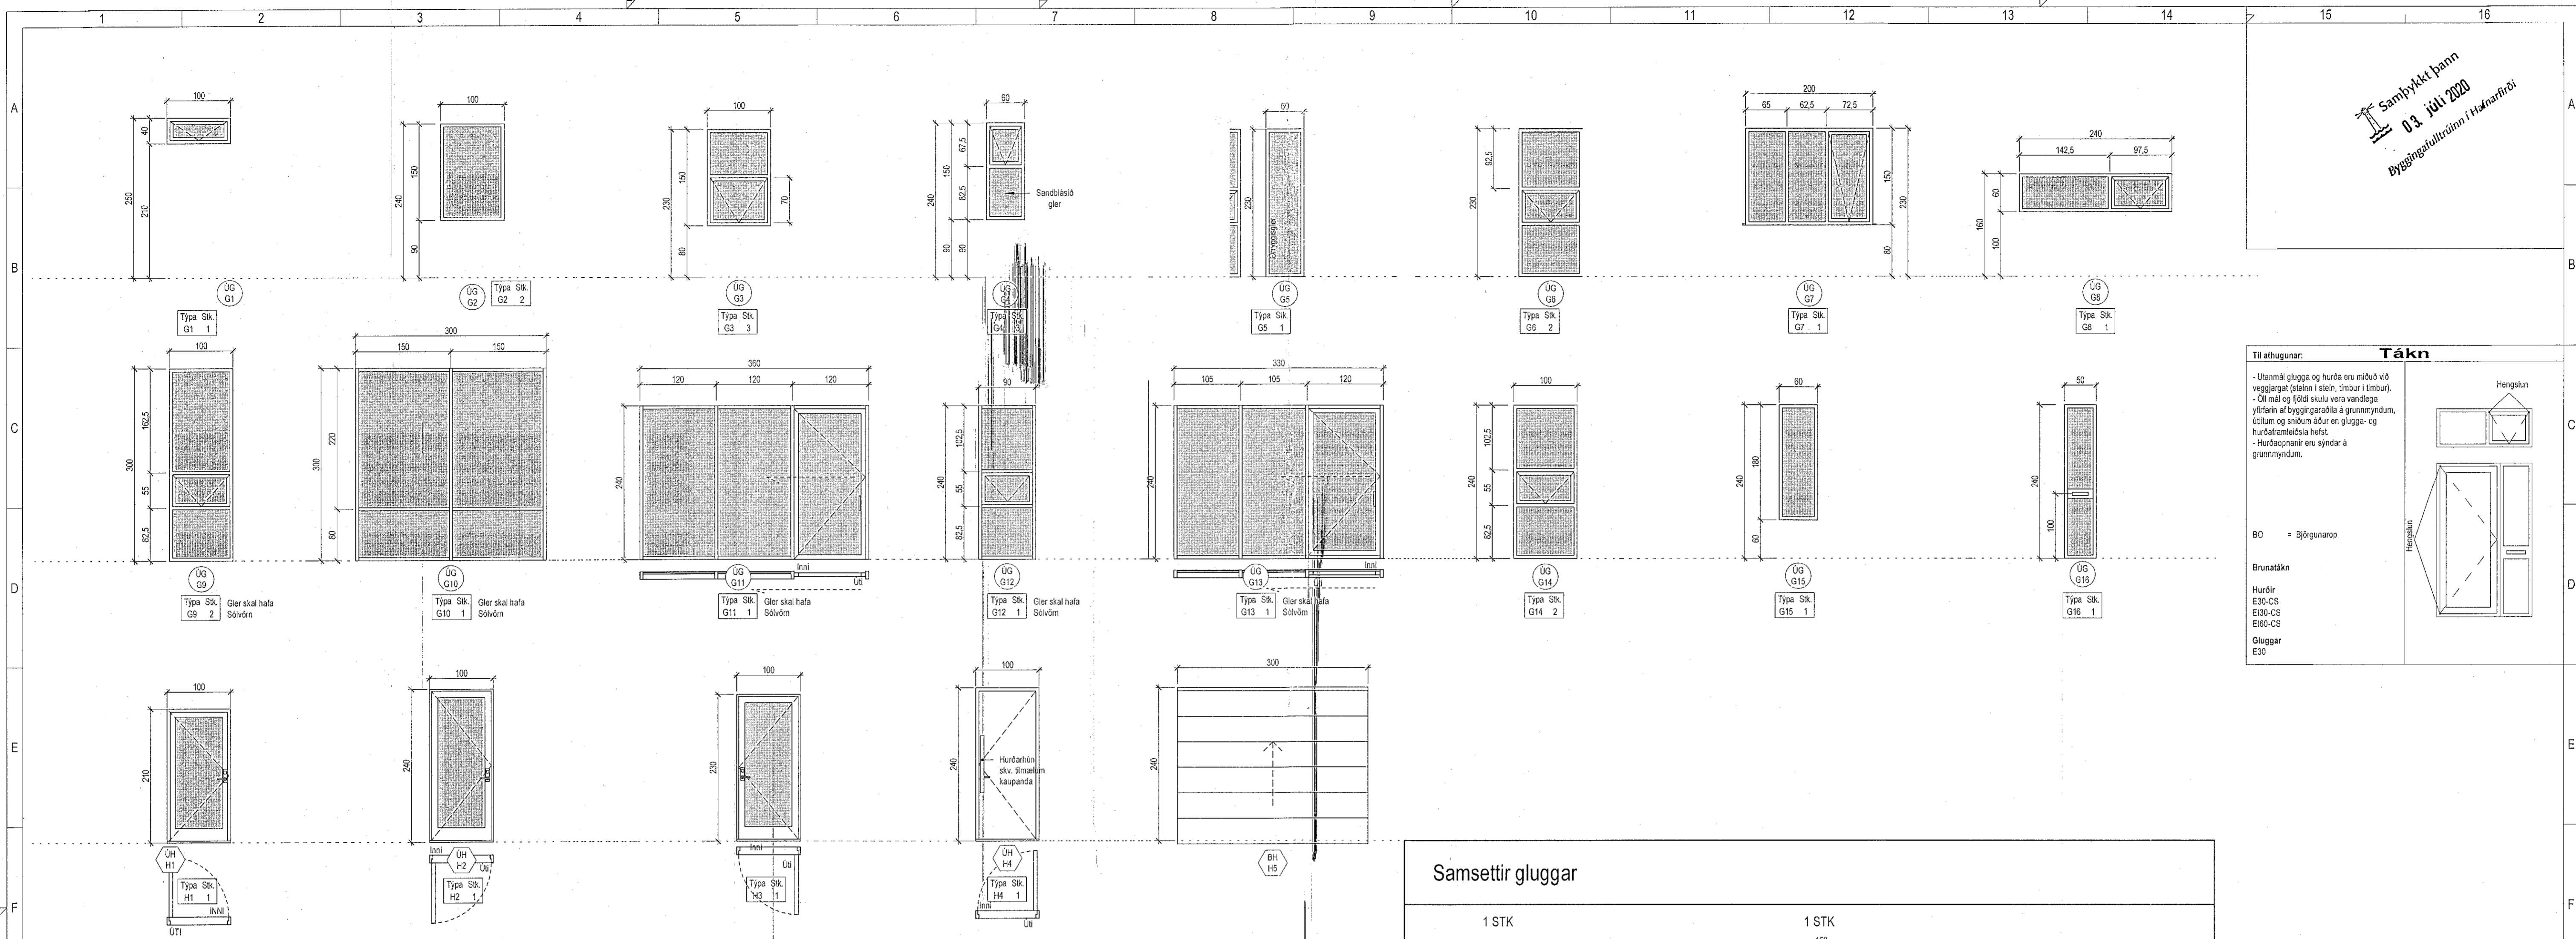 1 2 3 4 5 6 7 8 9 10 11 12 13 14 15 16
A
B
C
D
E
F
A
B
C
D
E
F
Samþykkt þann
03. júlí 2020
Byggingafulltrúinn í Hafnarfirði
100
40
250
210
ÚG
G1
Týpa Stk.
G1 1
100
150
240
90
ÚG
G2
Týpa Stk.
G2 2
100
150
230
70
80
ÚG
G3
Týpa Stk.
G3 3
60
67,5
150
240
82,5
90
90
Sandblásið
gler
ÚG
Týpa Stk.
G4 3
60
230
Öryggisgler
ÚG
G5
Týpa Stk.
G5 1
92,5
230
ÚG
G6
Týpa Stk.
G6 2
200
65 62,5 72,5
150
230
80
ÚG
G7
Týpa Stk.
G7 1
240
142,5 97,5
60
160
100
ÚG
G8
Týpa Stk.
G8 1
100
162,5
300
55
82,5
ÚG
G9
Týpa Stk.
G9 2
Gler skal hafa
Sólvörn
300
150 150
220
300
80
ÚG
G10
Týpa Stk.
G10 1
Gler skal hafa
Sólvörn
360
120 120 120
240
Inni
Úti
ÚG
G11
Týpa Stk.
G11 1
Gler skal hafa
Sólvörn
90
102,5
240
55
82,5
ÚG
G12
Týpa Stk.
G12 1
Gler skal hafa
Sólvörn
330
105 105 120
240
Inni
Úti
ÚG
G13
Týpa Stk.
G13 1
Gler skal hafa
Sólvörn
100
102,5
240
55
82,5
ÚG
G14
Týpa Stk.
G14 2
60
180
240
60
ÚG
G15
Týpa Stk.
G15 1
50
240
100
ÚG
G16
Týpa Stk.
G16 1
Til athugunar:
Tákn
- Utanmál glugga og hurða eru miðuð við
veggjargat (steinn í stein, timbur í timbur).
- Öll mál og fjöldi skulu vera vandlega
yfirfarin af byggingaraðila á grunnmyndum,
útlitum og sniðum áður en glugga- og
hurðaframleiðsla hefst.
- Hurðaopnanir eru sýndar á
grunnmyndum.
BO = Björgunarop
Brunatákn
Hurðir
E30-CS
EI30-CS
EI60-CS
Gluggar
E30
Hengslun
Hengslun
100
210
ÚH
H1
Týpa Stk.
H1 1
INNI
ÚTI
100
240
Inni
Úti
ÚH
H2
Týpa Stk.
H2 1
100
230
Inni
Úti
Týpa Stk.
H3 1
100
240
Hurðarhún
skv. tilmælum
kaupanda
ÚH
H4
Týpa Stk.
H4 1
Inni
Úti
300
240
BH
H5
Samsettir gluggar
1 STK
1 STK